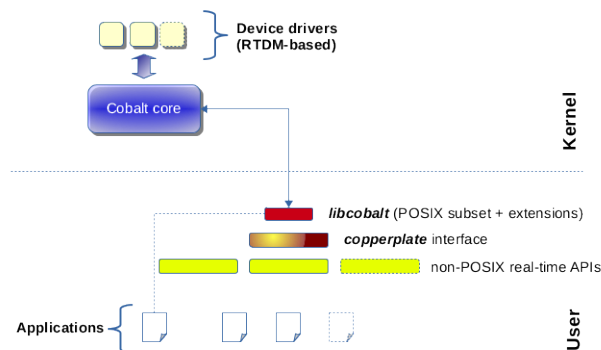 Device drivers
(RTDM-based)
Cobalt core
Kernel
libcobalt (POSIX subset + extensions)
copperplate interface
non-POSIX real-time APIs
Applications
User